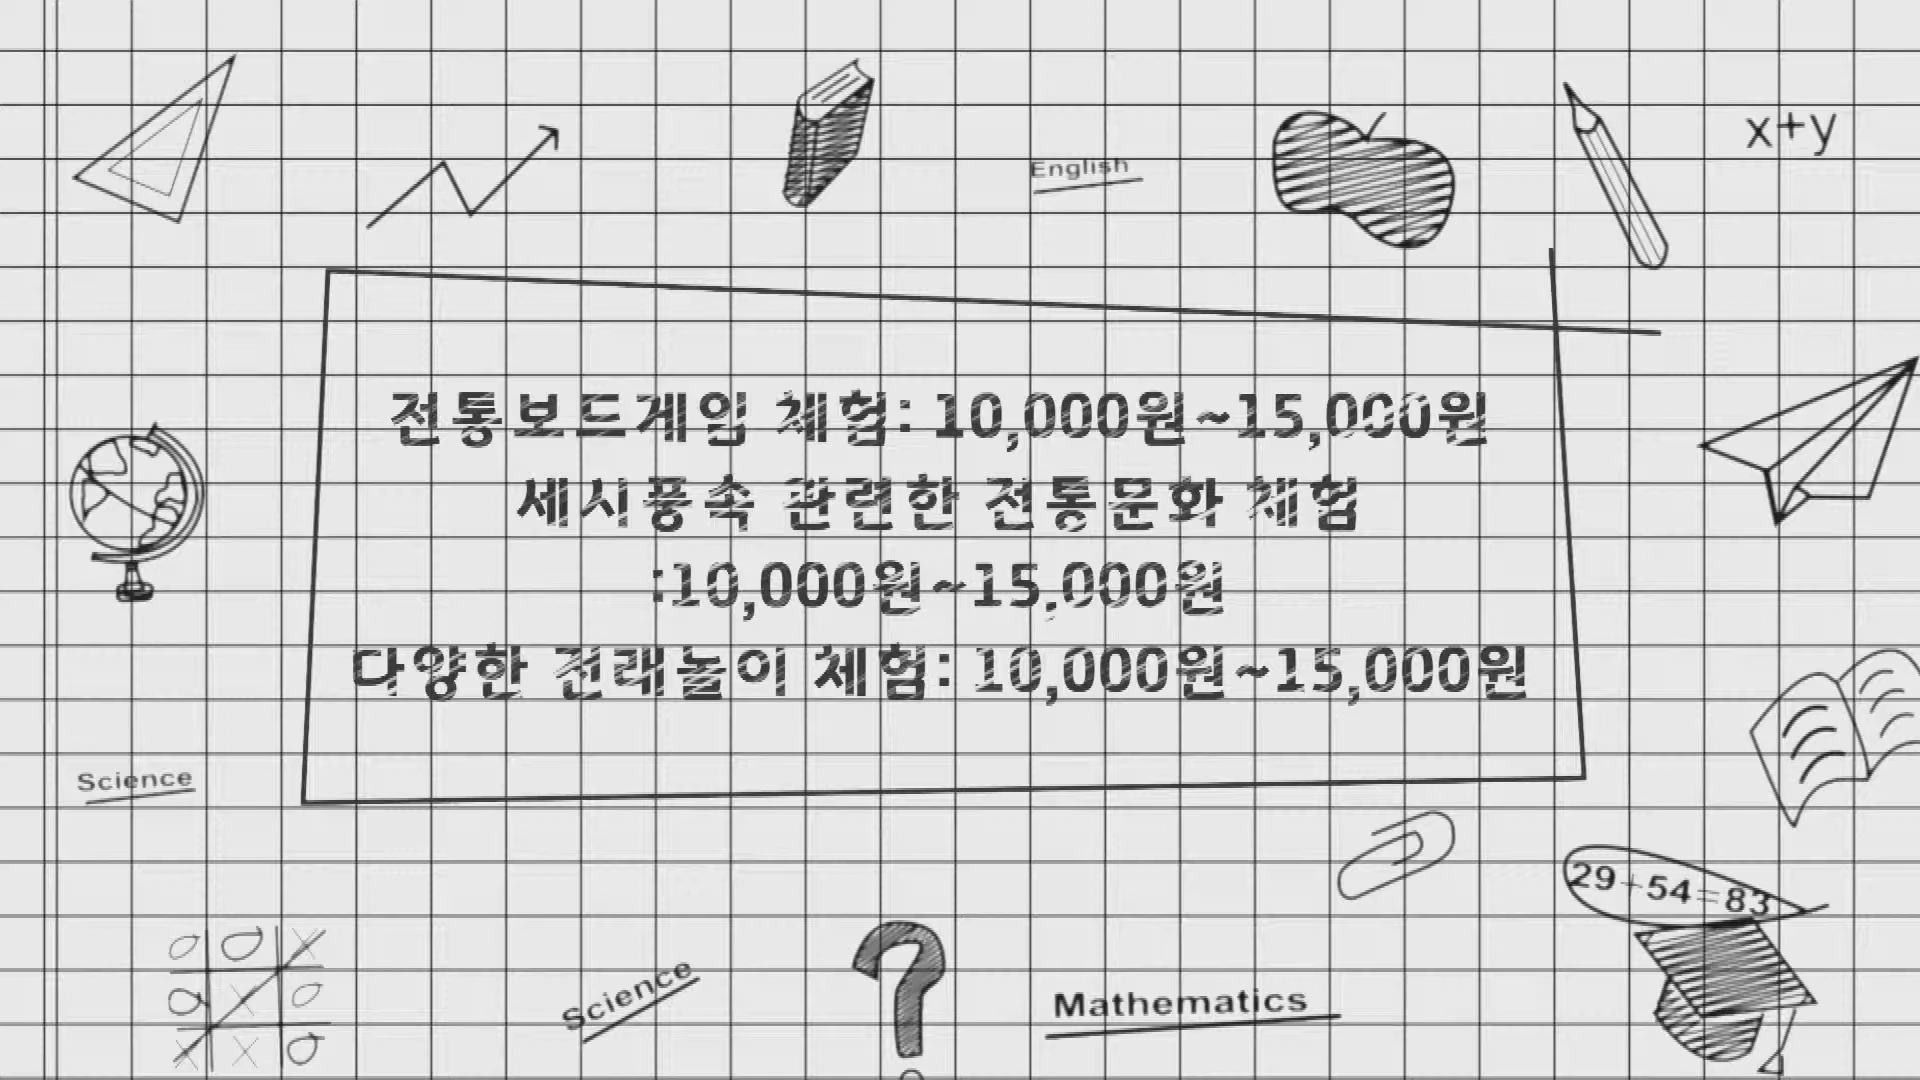 English
x+y
전통보드게임 체험: 10,000원~15,000원
세시풍속 관련한 전통문화 체험
:10,000원~15,000원
다양한 전래놀이 체험: 10,000원~15,000원
Science
29+54=83
Science
Mathematics